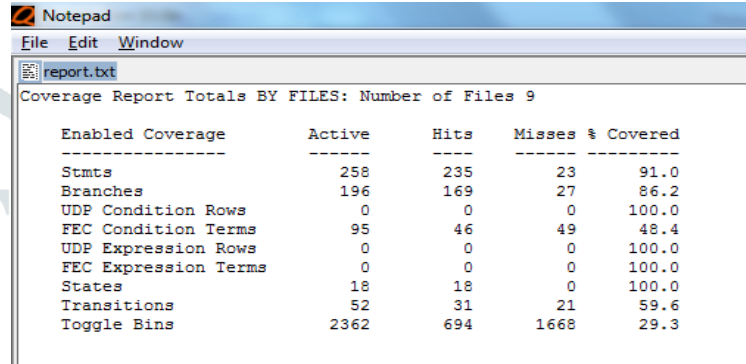 Notepad
File Edit Window
report.txt
Coverage Report Totals BY FILES: Number of Files 9
Enabled Coverage Active Hits Misses % Covered
---------------- ------ ---- ------ ---------
Stmts 258 235 23 91.0
Branches 196 169 27 86.2
UDP Condition Rows 0 0 0 100.0
FEC Condition Terms 95 46 49 48.4
UDP Expression Rows 0 0 0 100.0
FEC Expression Terms 0 0 0 100.0
States 18 18 0 100.0
Transitions 52 31 21 59.6
Toggle Bins 2362 694 1668 29.3